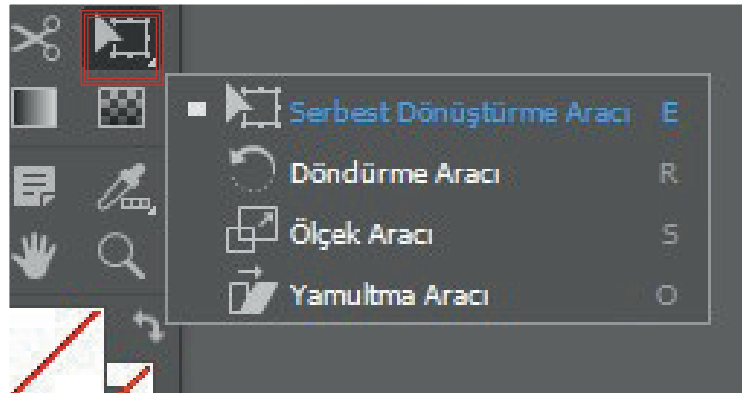 Serbest Dönüştürme Aracı E
Döndürme Aracı R
Ölçek Aracı S
Yamultma Aracı O